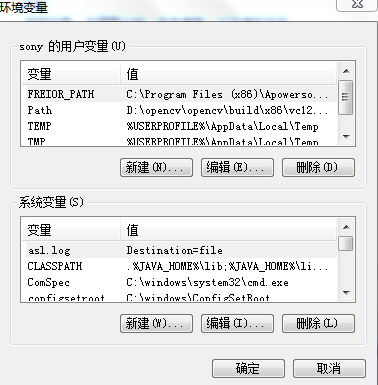 环境变量
sony 的用户变量(U)
变量 值
FREIOR_PATH C:\Program Files (x86)\Apowerso...
Path D:\opencv\opencv\build\x86\vc12...
TEMP %USERPROFILE%\AppData\Local\Temp
TMP %USERPROFILE%\AppData\Local\Temp
新建(N)... 编辑(E)... 删除(D)
系统变量(S)
变量 值
asl.log Destination=file
CLASSPATH .%JAVA_HOME%\lib;%JAVA_HOME%\li...
ComSpec C:\windows\system32\cmd.exe
configsetroot C:\windows\ConfigSetRoot
新建(W)... 编辑(I)... 删除(L)
确定 取消